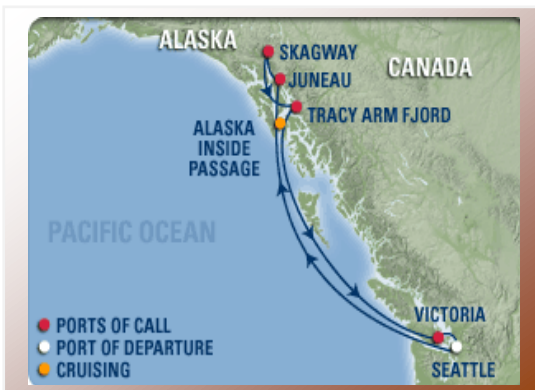 ALASKA
SKAGWAY
JUNEAU
CANADA
TRACY ARM FJORD
ALASKA
INSIDE
PASSAGE
PACIFIC OCEAN
VICTORIA
SEATTLE
PORTS OF CALL
PORT OF DEPARTURE
CRUISING